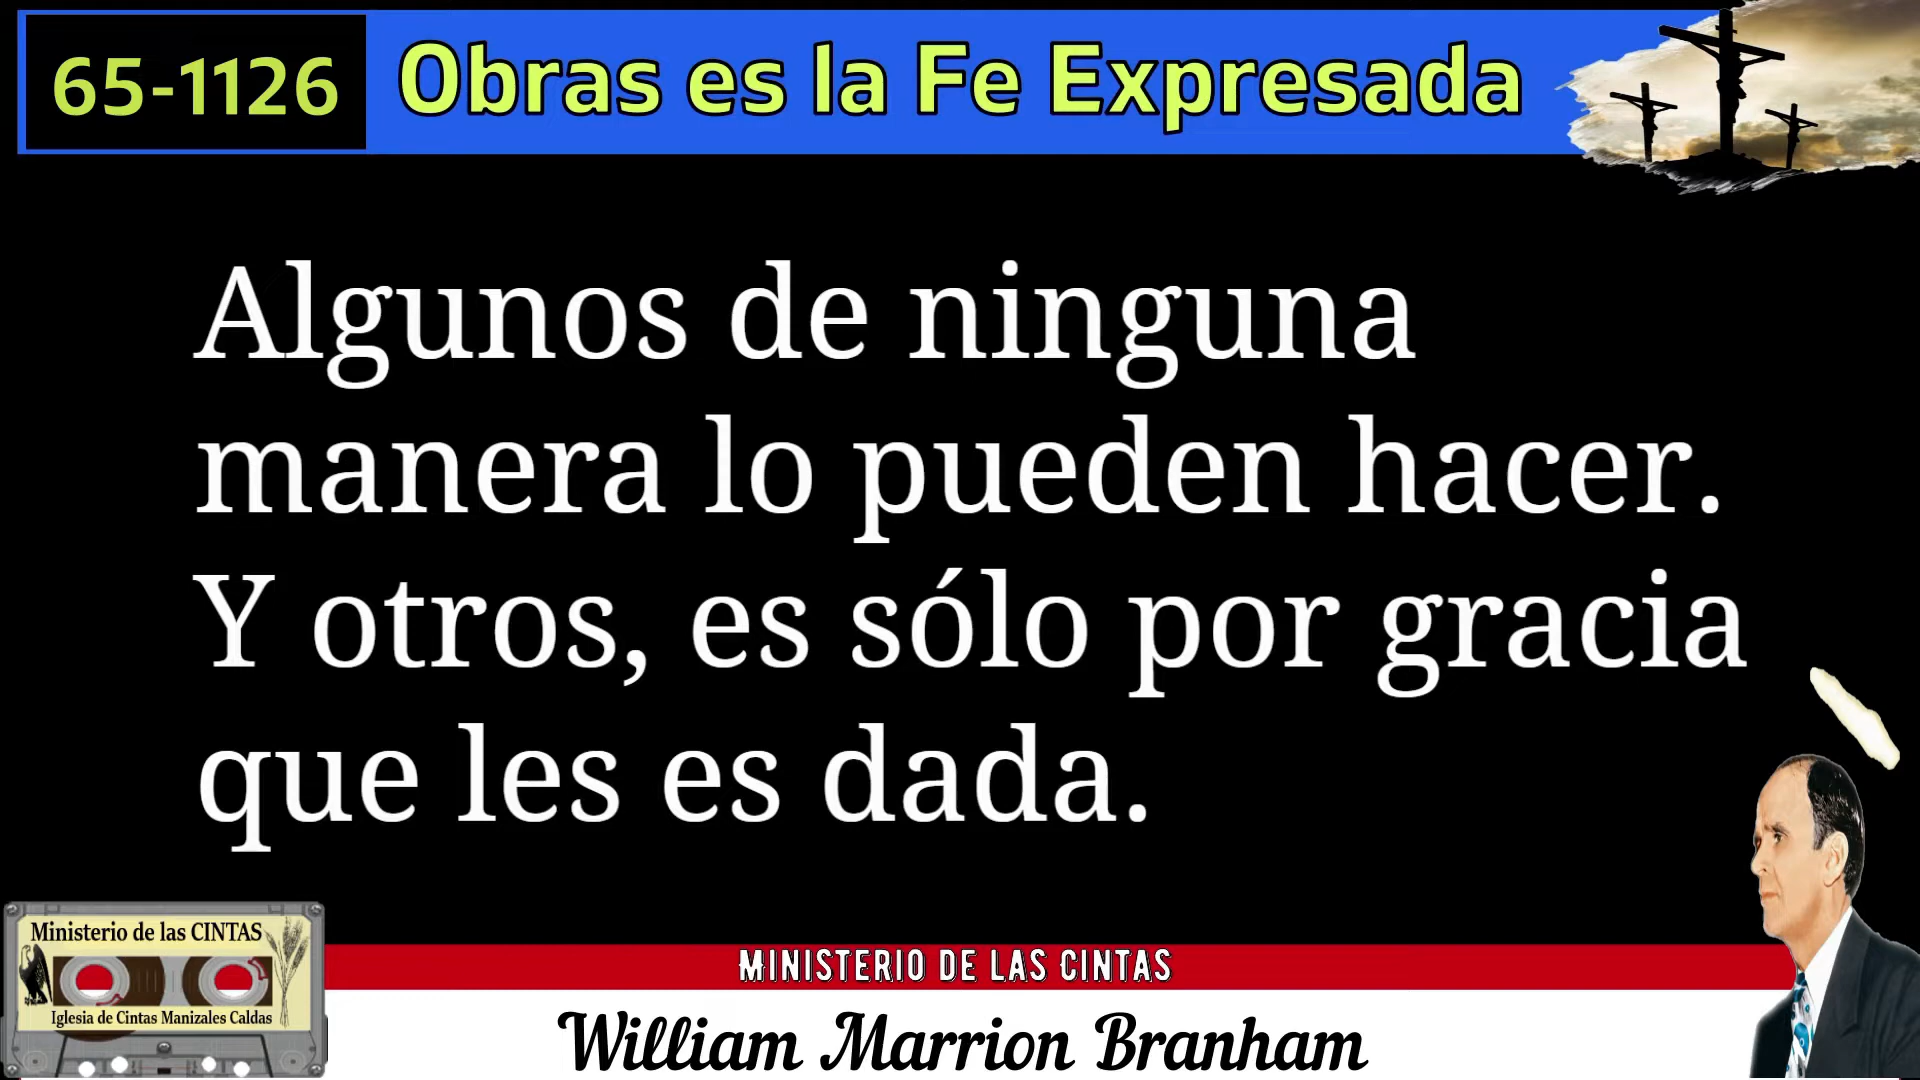 65-1126
Obras es la Fe Expresada
Algunos de ninguna
manera lo pueden hacer.
Y otros, es sólo por gracia
que les es dada.
Ministerio de las CINTAS
Iglesia de Cintas Manizales Caldas
MINISTERIO DE LAS CINTAS
William Marrion Branham